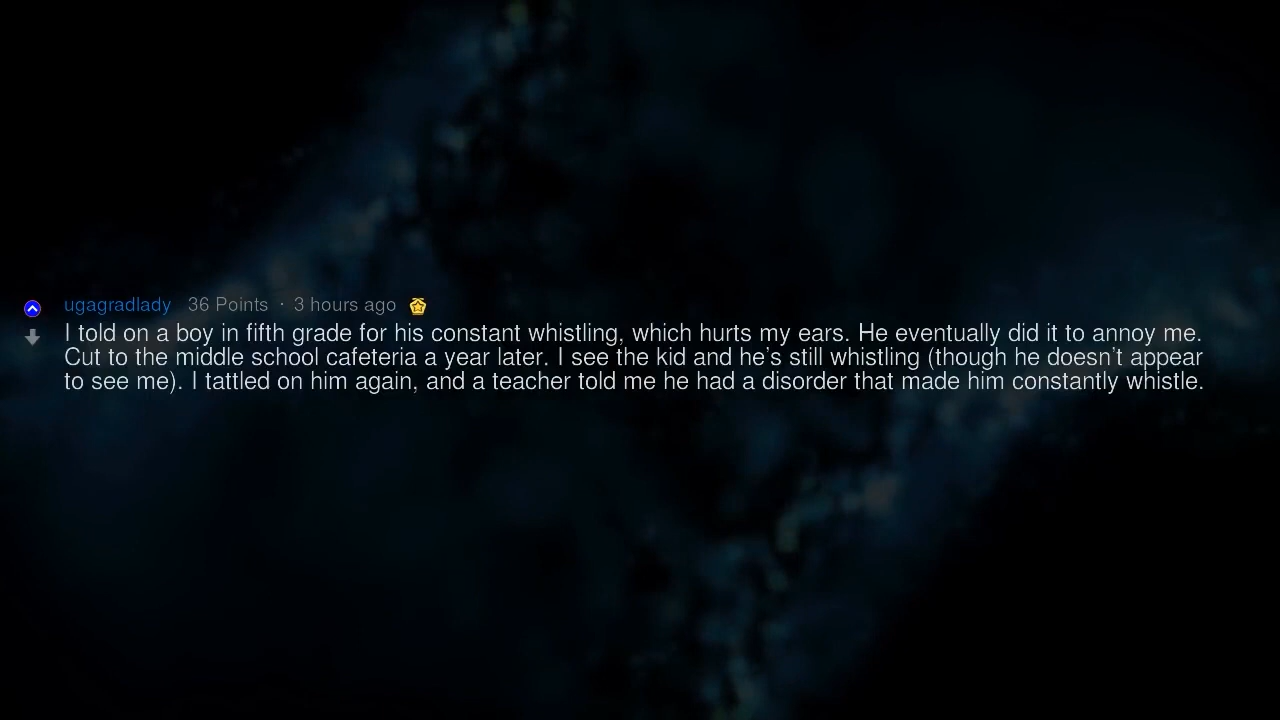 ugagradlady 36 Points · 3 hours ago
I told on a boy in fifth grade for his constant whistling, which hurts my ears. He eventually did it to annoy me.
Cut to the middle school cafeteria a year later. I see the kid and he's still whistling (though he doesn't appear
to see me). I tattled on him again, and a teacher told me he had a disorder that made him constantly whistle.